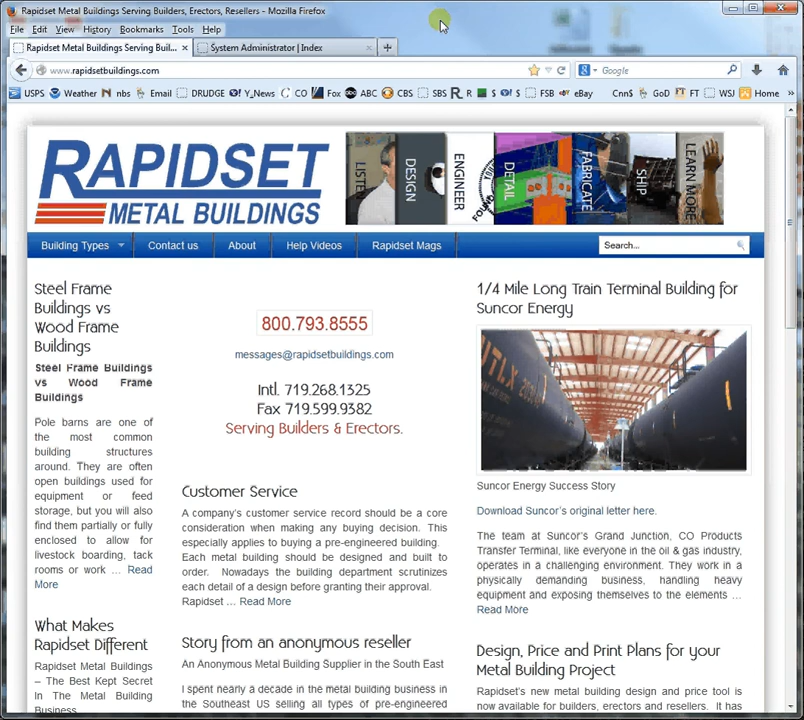 Rapidset Metal Buildings Serving Builders, Erectors, Resellers - Mozilla Firefox
File Edit View History Bookmarks Tools Help
Rapidset Metal Buildings Serving Buil... × System Administrator | Index × +
www.rapidsetbuildings.com Google
USPS Weather nbs Email DRUDGE Y_News CO Fox ABC CBS SBS R $ $ FSB eBay Cnn$ GoD FT WSJ Home »
RAPIDSET
METAL BUILDINGS
LISTEN
DESIGN
ENGINEER
DETAIL
FABRICATE
SHIP
LEARN MORE
Building Types Contact us About Help Videos Rapidset Mags Search...
Steel Frame
Buildings vs
Wood Frame
Buildings
Steel Frame Buildings
vs Wood Frame
Buildings
Pole barns are one of
the most common
building structures
around. They are often
open buildings used for
equipment or feed
storage, but you will also
find them partially or fully
enclosed to allow for
livestock boarding, tack
rooms or work ... Read
More
What Makes
Rapidset Different
Rapidset Metal Buildings
– The Best Kept Secret
In The Metal Building
Business
800.793.8555
messages@rapidsetbuildings.com
Intl. 719.268.1325
Fax 719.599.9382
Serving Builders & Erectors.
Customer Service
A company's customer service record should be a core
consideration when making any buying decision. This
especially applies to buying a pre-engineered building.
Each metal building should be designed and built to
order. Nowadays the building department scrutinizes
each detail of a design before granting their approval.
Rapidset ... Read More
Story from an anonymous reseller
An Anonymous Metal Building Supplier in the South East
I spent nearly a decade in the metal building business in
the Southeast US selling all types of pre-engineered
1/4 Mile Long Train Terminal Building for
Suncor Energy
Suncor Energy Success Story
Download Suncor's original letter here.
The team at Suncor's Grand Junction, CO Products
Transfer Terminal, like everyone in the oil & gas industry,
operates in a challenging environment. They work in a
physically demanding business, handling heavy
equipment and exposing themselves to the elements ...
Read More
Design, Price and Print Plans for your
Metal Building Project
Rapidset's new metal building design and price tool is
now available for builders, erectors and resellers. It has